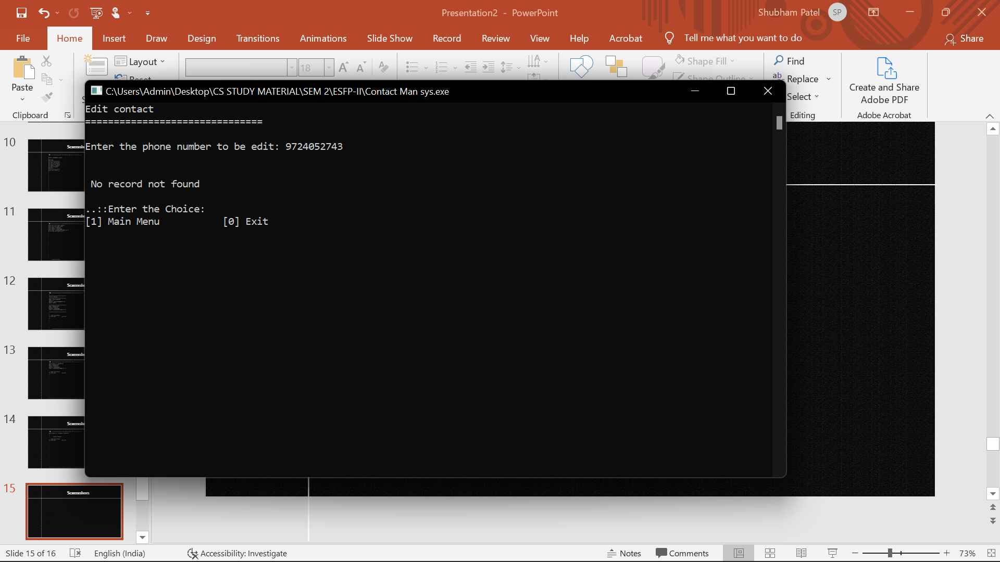 Presentation2 - PowerPoint
Shubham Patel SP
File Home Insert Draw Design Transitions Animations Slide Show Record Review View Help Acrobat Tell me what you want to do Share
Paste
Clipboard
Layout
Reset
18
Shape Fill
Shape Outline
Find
Replace
Select
Editing
Create and Share
Adobe PDF
Adobe Acrobat
C:\Users\Admin\Desktop\CS STUDY MATERIAL\SEM 2\ESFP-II\Contact Man sys.exe
Edit contact
===============================
Enter the phone number to be edit: 9724052743
No record not found
..::Enter the Choice:
[1] Main Menu [0] Exit
10
11
12
13
14
15
Slide 15 of 16 English (India) Accessibility: Investigate Notes Comments 73%